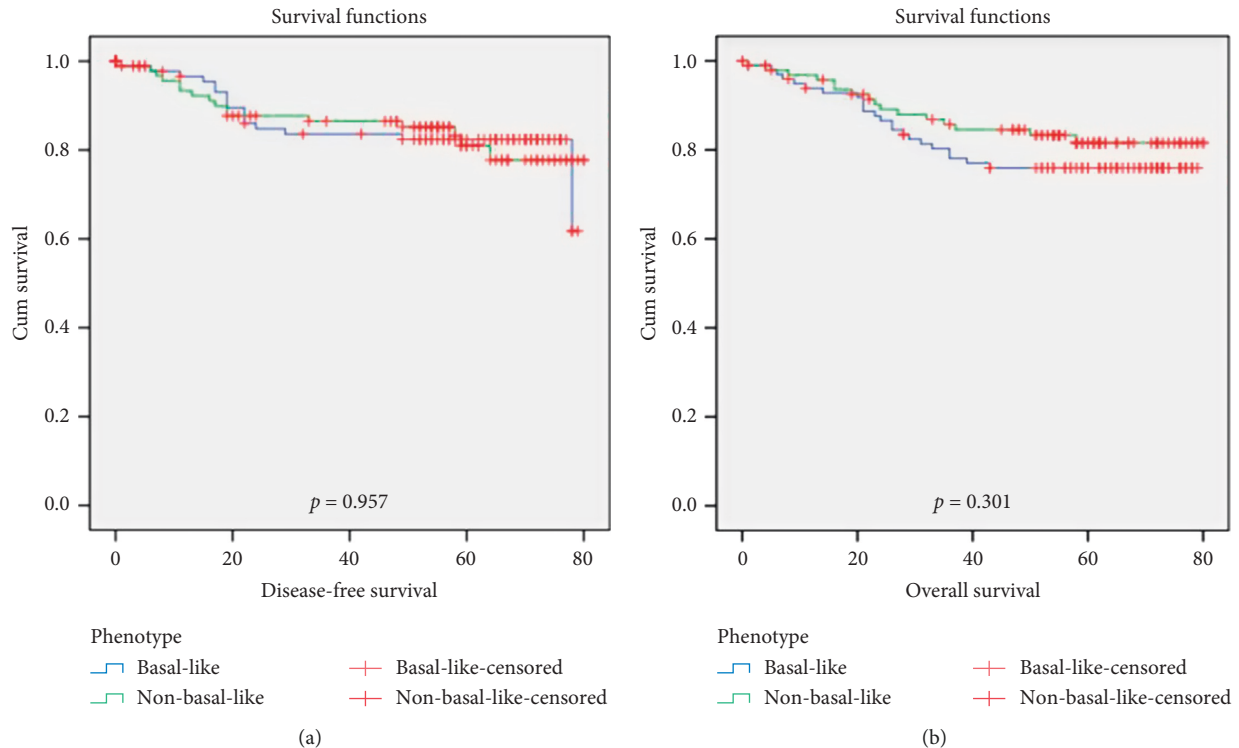 Survival functions
1.0
0.8
0.6
0.4
0.2
0.0
Cum survival
p = 0.957
0 20 40 60 80
Disease-free survival
Phenotype
Basal-like Basal-like-censored
Non-basal-like Non-basal-like-censored
(a)
Survival functions
1.0
0.8
0.6
0.4
0.2
0.0
Cum survival
p = 0.301
0 20 40 60 80
Overall survival
Phenotype
Basal-like Basal-like-censored
Non-basal-like Non-basal-like-censored
(b)